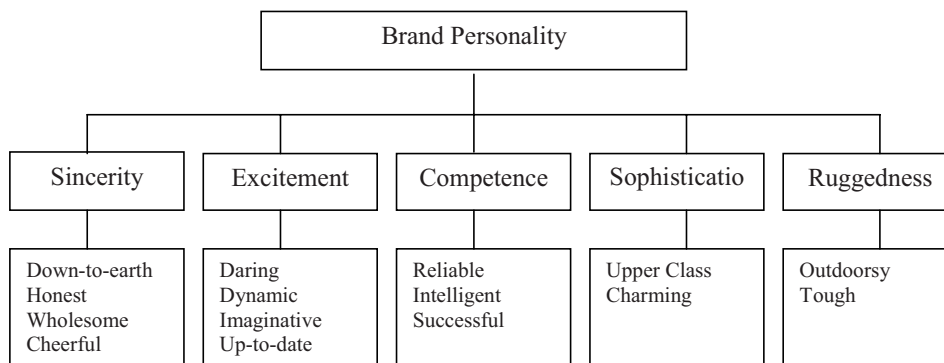 Brand Personality
Sincerity
Excitement
Competence
Sophisticatio
Ruggedness
Down-to-earth
Honest
Wholesome
Cheerful
Daring
Dynamic
Imaginative
Up-to-date
Reliable
Intelligent
Successful
Upper Class
Charming
Outdoorsy
Tough